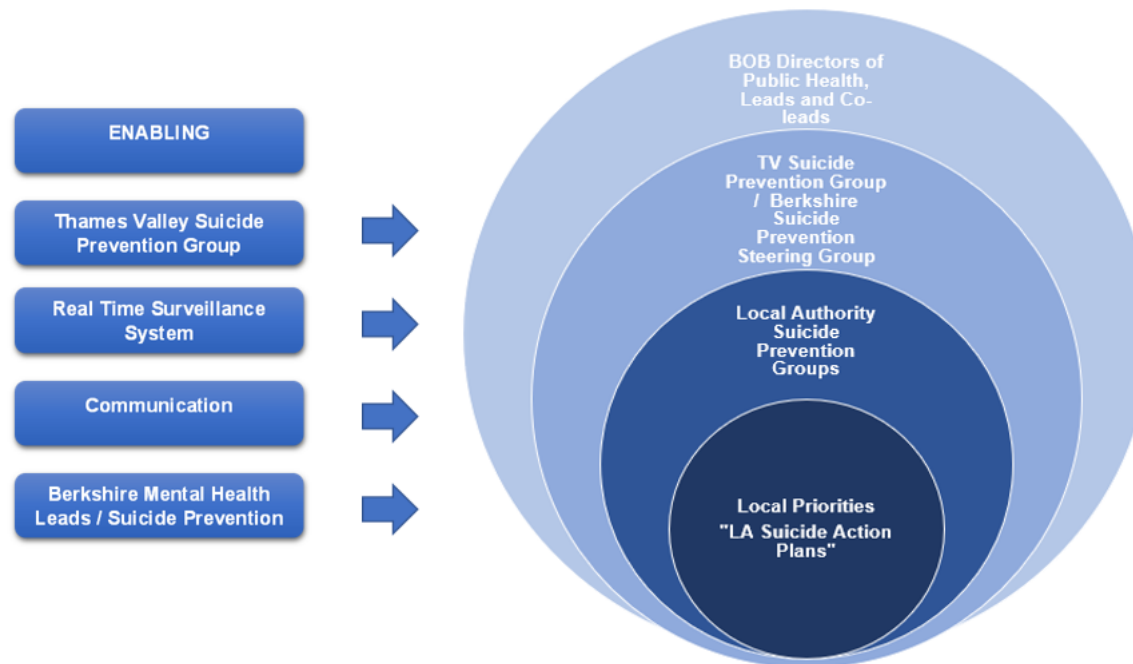 ENABLING
Thames Valley Suicide
Prevention Group
Real Time Surveillance
System
Communication
Berkshire Mental Health
Leads / Suicide Prevention
BOB Directors of
Public Health,
Leads and Co-
leads
TV Suicide
Prevention Group
/ Berkshire
Suicide
Prevention
Steering Group
Local Authority
Suicide
Prevention
Groups
Local Priorities
"LA Suicide Action
Plans"